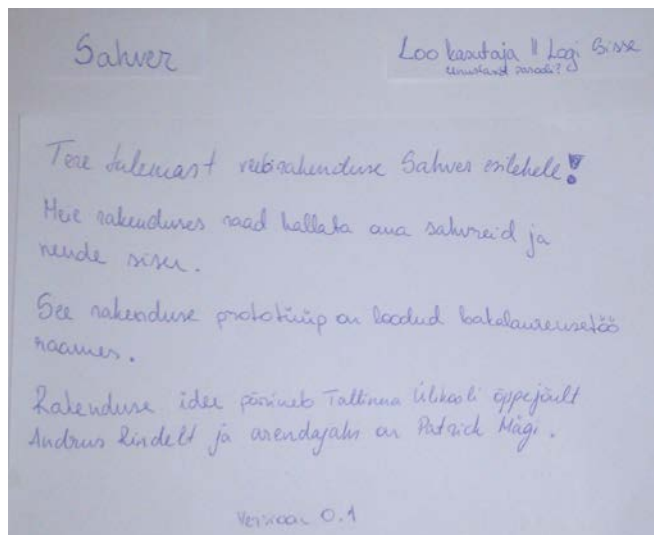 Sahver
Loo kasutaja || Logi Sisse
Unustasid parooli?
Tere tulemast veebirakenduse Sahver esilehele!
Meie rakenduses saad hallata oma sahvreid ja
nende sisu.
See rakenduse prototüüp on loodud bakalaureusetöö
raames.
Rakenduse idee pärineb Tallinna Ülikooli õppejõult
Andrus Rindelt ja arendajaks on Patrick Mägi.
Versioon 0.1